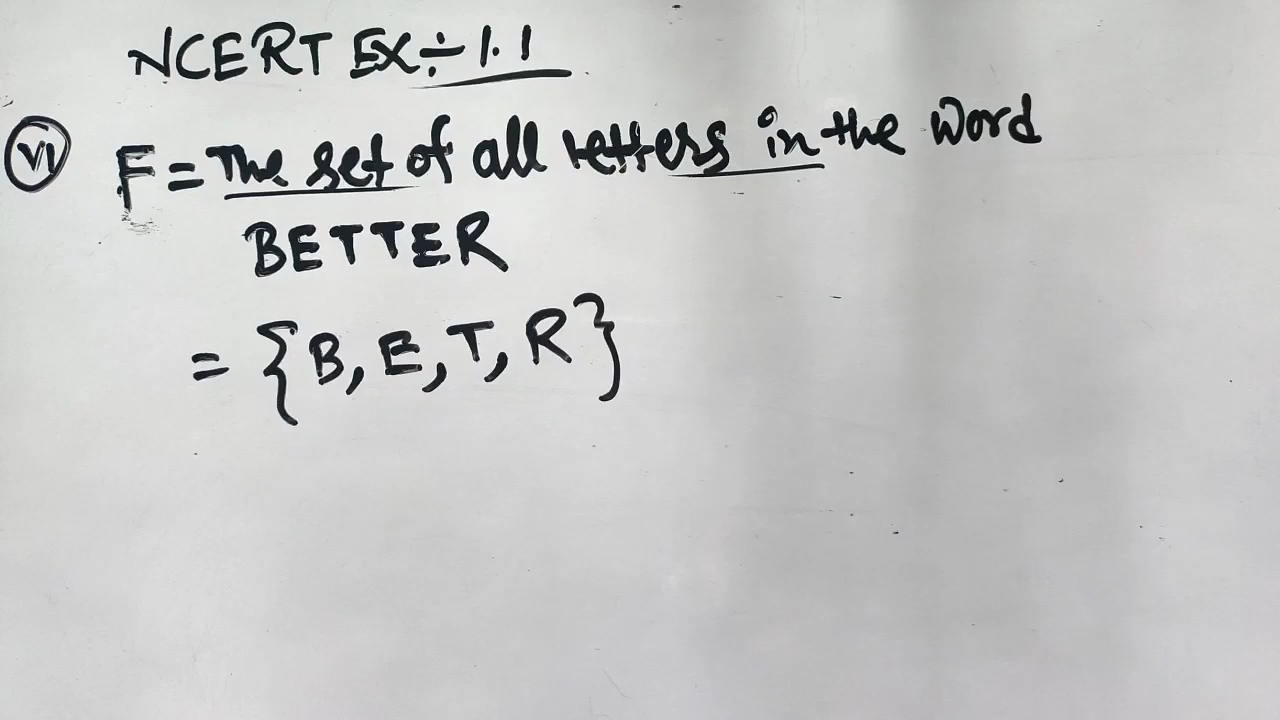 NCERT EX÷1.1
(vi) F = The set of all letters in the word
BETTER
= {B, E, T, R}